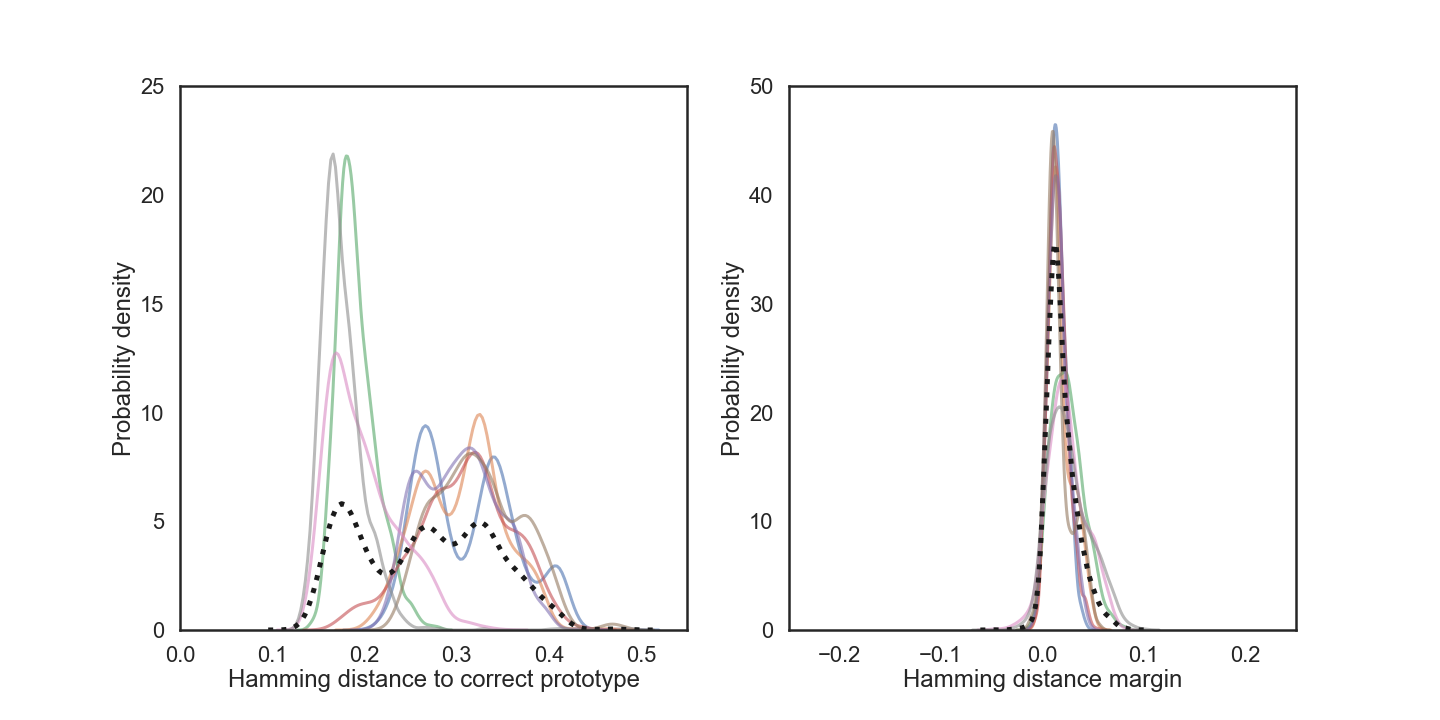 25
20
15
10
5
0
0.0 0.1 0.2 0.3 0.4 0.5
Hamming distance to correct prototype
Probability density
50
40
30
20
10
0
−0.2 −0.1 0.0 0.1 0.2
Hamming distance margin
Probability density